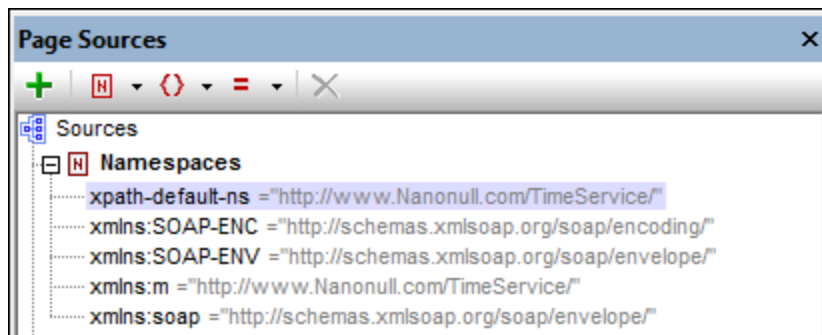 Page Sources
Sources
Namespaces
xpath-default-ns ="http://www.Nanonull.com/TimeService/"
xmlns:SOAP-ENC ="http://schemas.xmlsoap.org/soap/encoding/"
xmlns:SOAP-ENV ="http://schemas.xmlsoap.org/soap/envelope/"
xmlns:m ="http://www.Nanonull.com/TimeService/"
xmlns:soap ="http://schemas.xmlsoap.org/soap/envelope/"